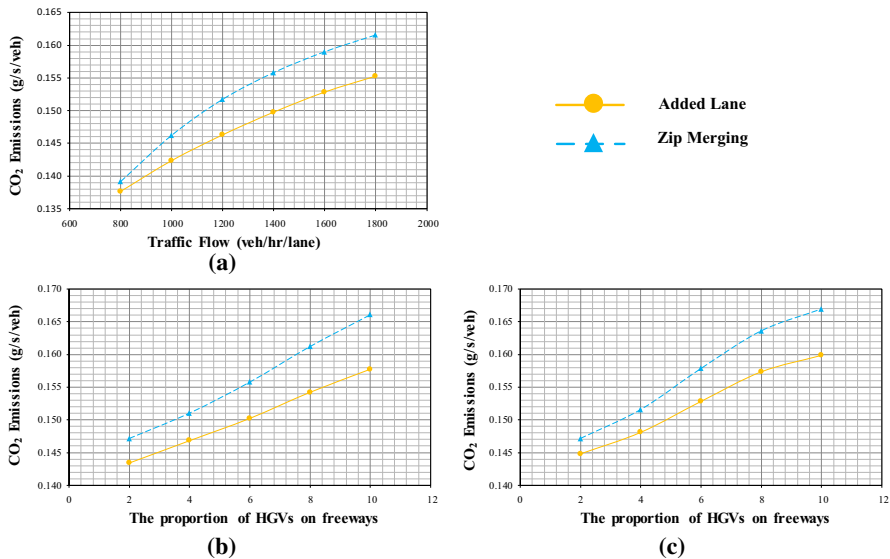 0.165
0.160
0.155
0.150
0.145
0.140
0.135
CO2 Emissions (g/s/veh)
600 800 1000 1200 1400 1600 1800 2000
Traffic Flow (veh/hr/lane)
(a)
Added Lane
Zip Merging
0.170
0.165
0.160
0.155
0.150
0.145
0.140
CO2 Emissions (g/s/veh)
0 2 4 6 8 10 12
The proportion of HGVs on freeways
(b)
0.170
0.165
0.160
0.155
0.150
0.145
0.140
CO2 Emissions (g/s/veh)
0 2 4 6 8 10 12
The proportion of HGVs on freeways
(c)